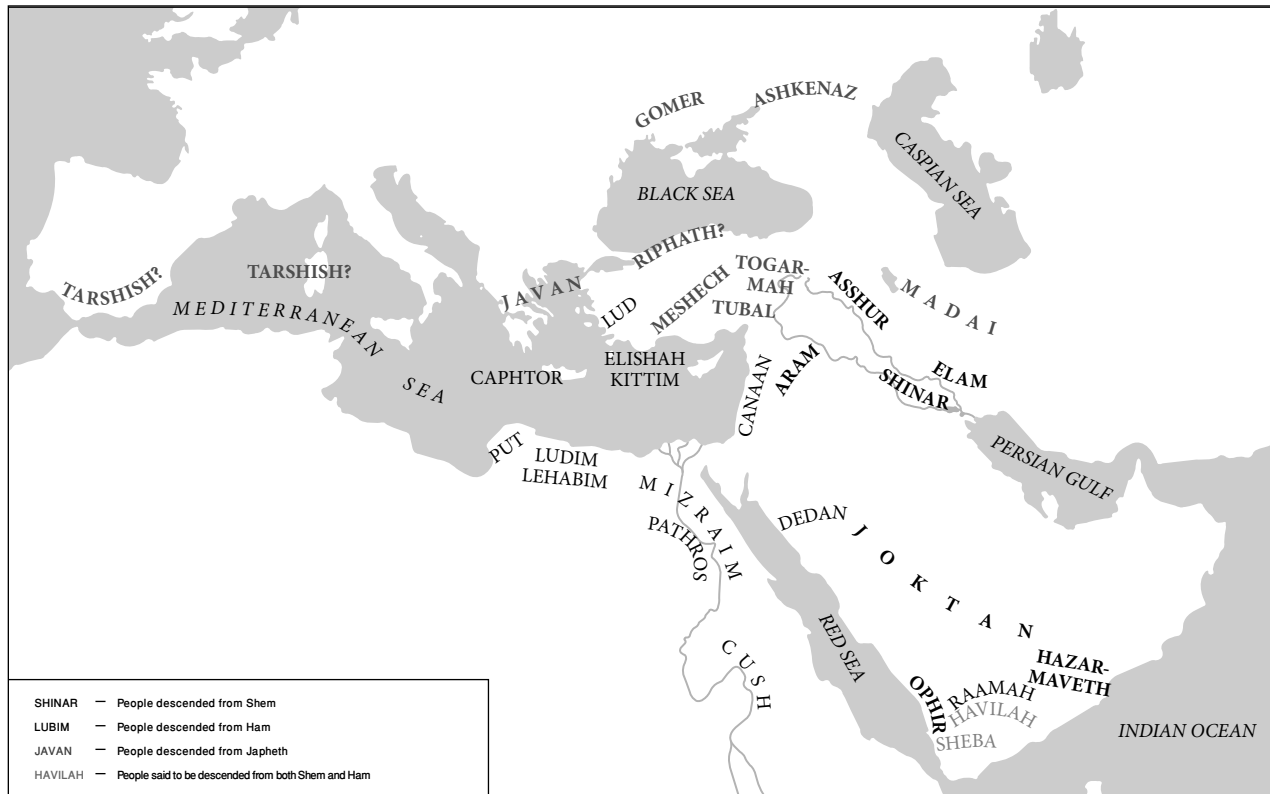 GOMER
ASHKENAZ
CASPIAN SEA
BLACK SEA
RIPHATH?
TARSHISH?
TARSHISH?
JAVAN
TOGAR-
MAH
ASSHUR
MADAI
MEDITERRANEAN
SEA
LUD
MESHECH
TUBAL
ELISHAH
KITTIM
CAPHTOR
CANAAN
ARAM
ELAM
SHINAR
PUT
LUDIM
LEHABIM
MIZRAIM
PATHROS
PERSIAN GULF
DEDAN
JOKTAN
RED SEA
CUSH
HAZAR-
MAVETH
OPHIR
RAAMAH
HAVILAH
SHEBA
INDIAN OCEAN
SHINAR — People descended from Shem
LUBIM — People descended from Ham
JAVAN — People descended from Japheth
HAVILAH — People said to be descended from both Shem and Ham